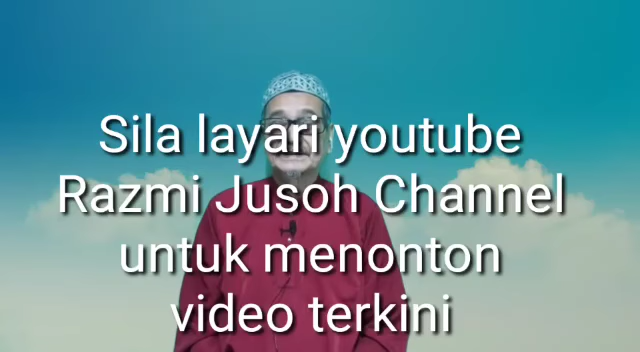 Sila layari youtube
Razmi Jusoh Channel
untuk menonton
video terkini